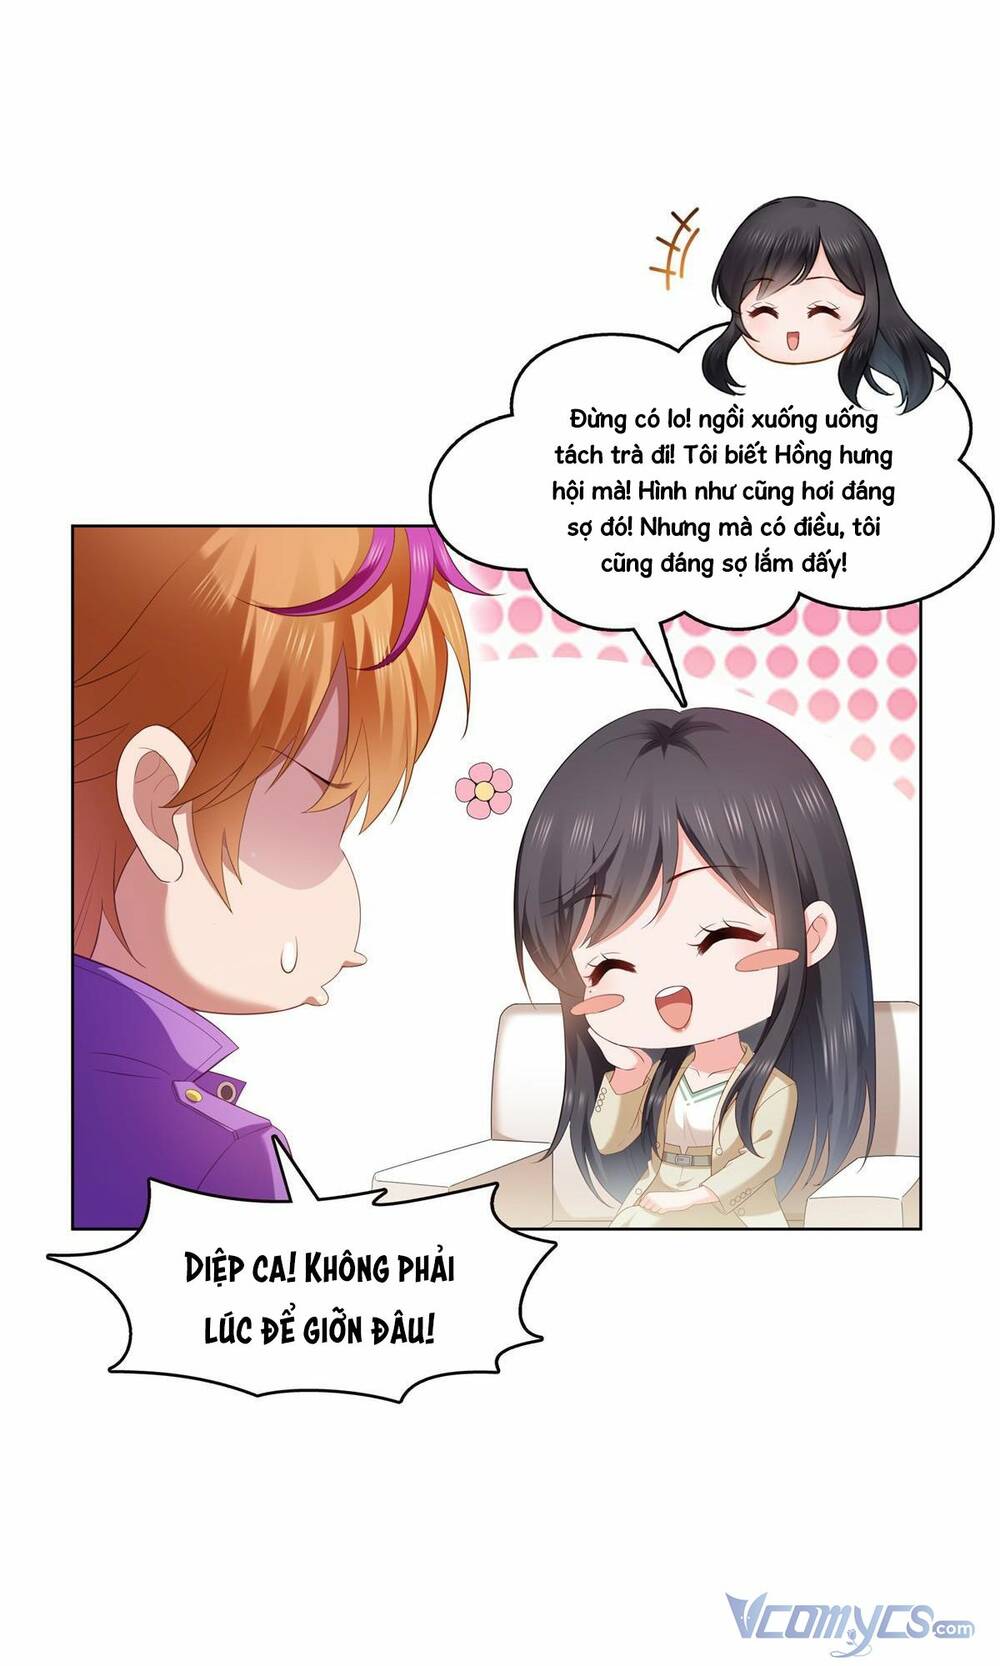 Đừng có lo! ngồi xuống uống
tách trà đi! Tôi biết Hồng hưng
hội mà! Hình như cũng hơi đáng
sợ đó! Nhưng mà có điều, tôi
cũng đáng sợ lắm đấy!
DIỆP CA! KHÔNG PHẢI
LÚC ĐỂ GIỠN ĐÂU!
VCOMYCS.com